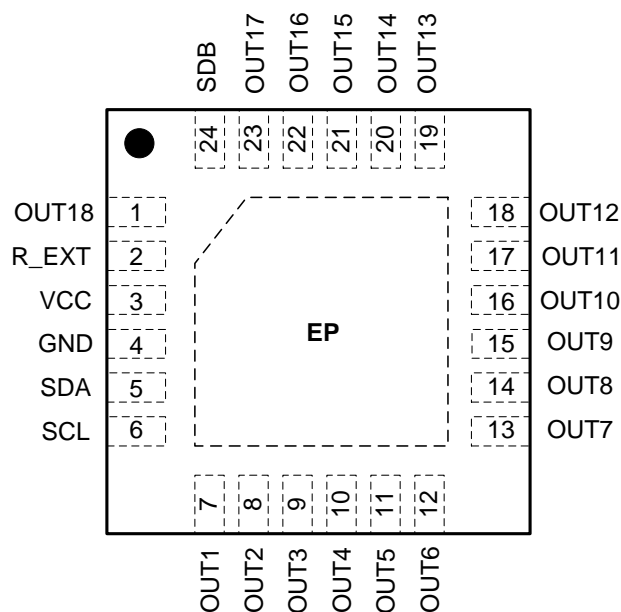 SDB
OUT17
OUT16
OUT15
OUT14
OUT13
24
23
22
21
20
19
OUT18 1
R_EXT 2
VCC 3
GND 4
SDA 5
SCL 6
EP
18 OUT12
17 OUT11
16 OUT10
15 OUT9
14 OUT8
13 OUT7
7
8
9
10
11
12
OUT1
OUT2
OUT3
OUT4
OUT5
OUT6